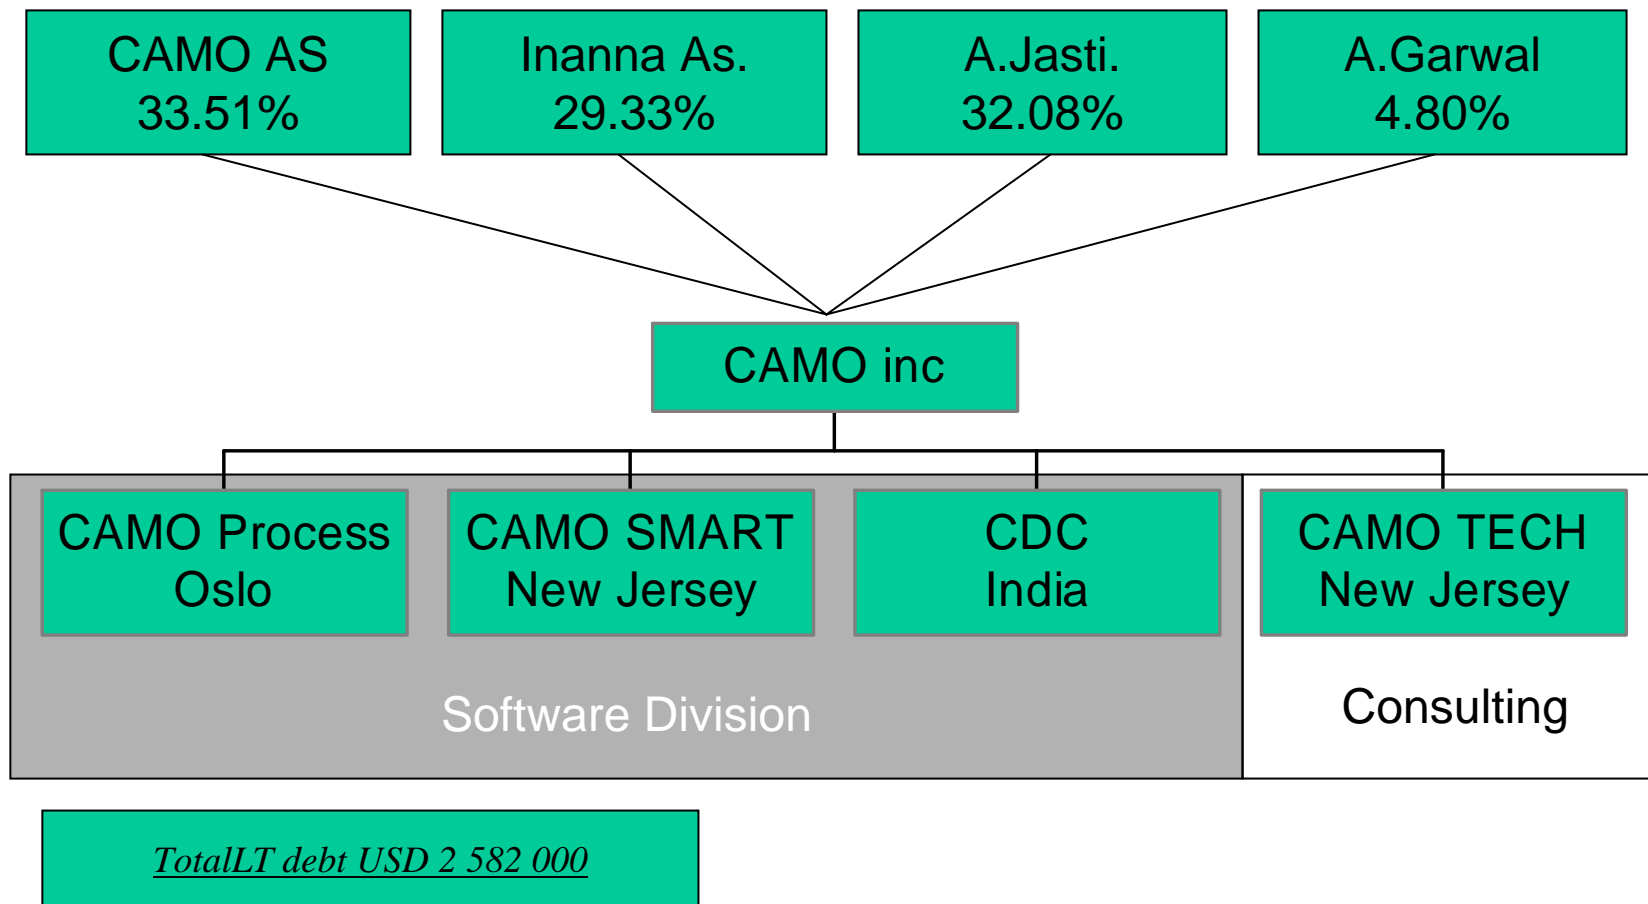 CAMO AS
33.51%
Inanna As.
29.33%
A.Jasti.
32.08%
A.Garwal
4.80%
CAMO inc
CAMO Process
Oslo
CAMO SMART
New Jersey
CDC
India
CAMO TECH
New Jersey
Software Division
Consulting
TotalLT debt USD 2 582 000